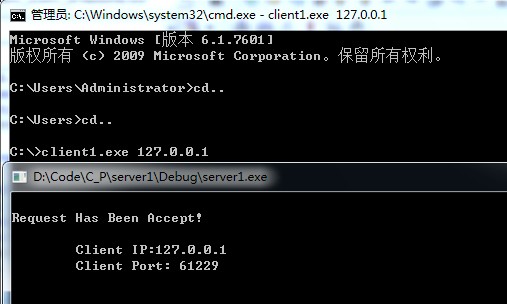 管理员: C:\Windows\system32\cmd.exe - client1.exe  127.0.0.1
Microsoft Windows [版本 6.1.7601]
版权所有 (c) 2009 Microsoft Corporation。保留所有权利。
C:\Users\Administrator>cd..
C:\Users>cd..
C:\>client1.exe 127.0.0.1
D:\Code\C_P\server1\Debug\server1.exe
Request Has Been Accept!
Client IP:127.0.0.1
Client Port: 61229